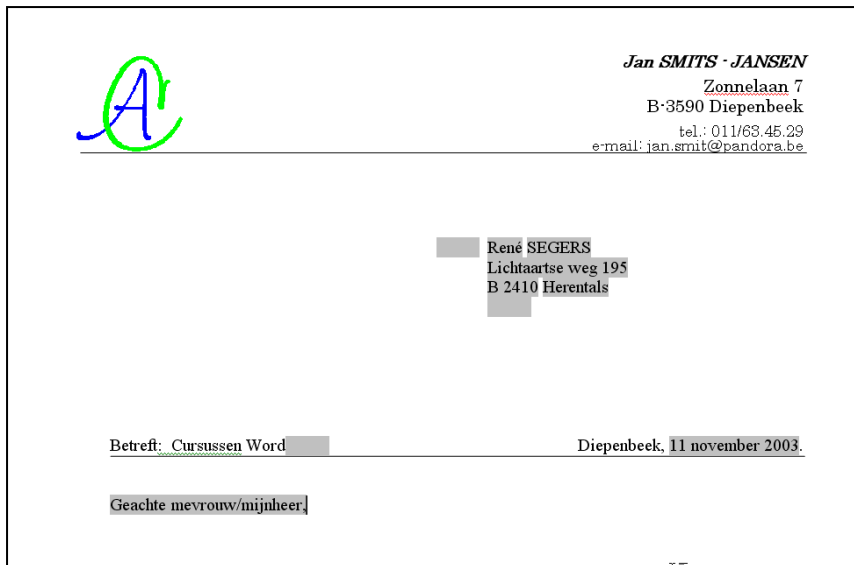 AC
Jan SMITS - JANSEN
Zonnelaan 7
B-3590 Diepenbeek
tel.: 011/63.45.29
e-mail: jan.smit@pandora.be
René SEGERS
Lichtaartse weg 195
B 2410 Herentals
Betreft: Cursussen Word
Diepenbeek, 11 november 2003.
Geachte mevrouw/mijnheer,